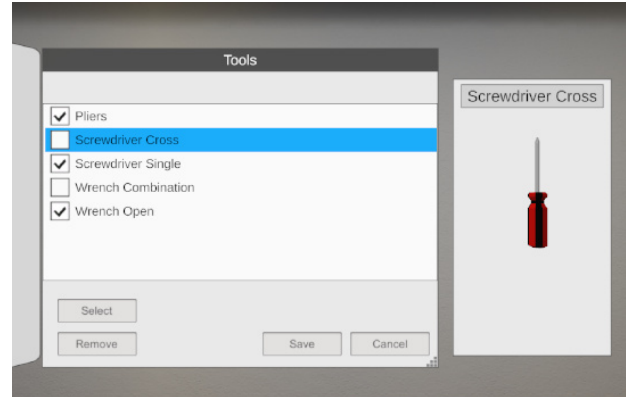 Tools
Screwdriver Cross
Pliers
Screwdriver Cross
Screwdriver Single
Wrench Combination
Wrench Open
Select
Remove
Save
Cancel